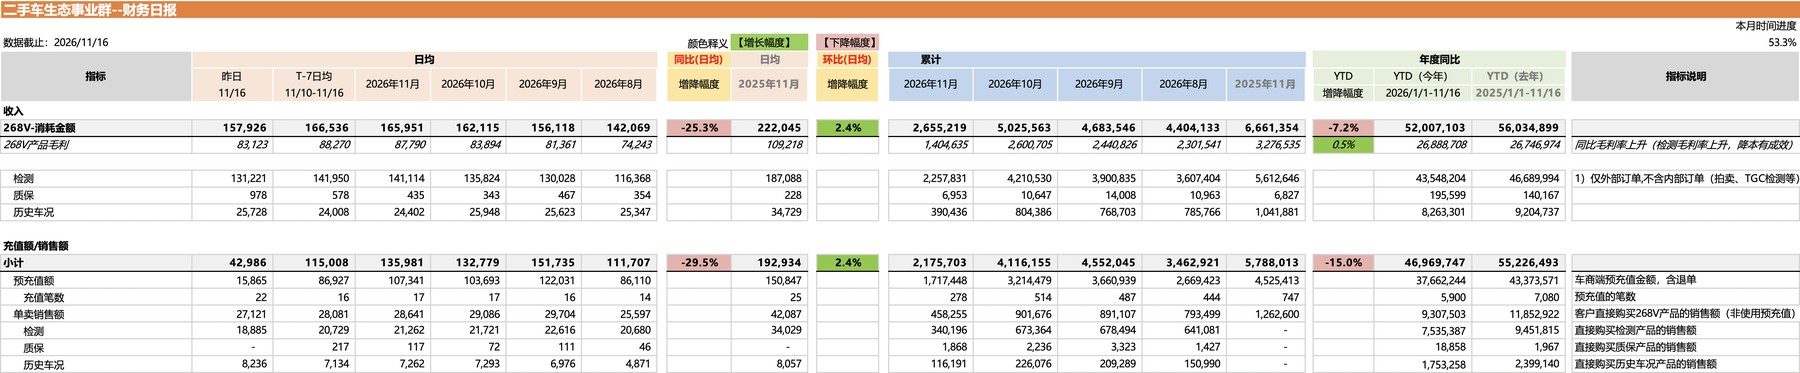 二手车生态事业群--财务日报
本月时间进度
数据截止：2026/11/16 颜色释义 【增长幅度】 【下降幅度】 53.3%
指标 日均 同比(日均) 日均 环比(日均) 累计 年度同比 指标说明
昨日 T-7日均 2026年11月 2026年10月 2026年9月 2026年8月 增降幅度 2025年11月 增降幅度 2026年11月 2026年10月 2026年9月 2026年8月 2025年11月 YTD YTD（今年） YTD（去年）
11/16 11/10-11/16 增降幅度 2026/1/1-11/16 2025/1/1-11/16
收入
268V-消耗金额 157,926 166,536 165,951 162,115 156,118 142,069 -25.3% 222,045 2.4% 2,655,219 5,025,563 4,683,546 4,404,133 6,661,354 -7.2% 52,007,103 56,034,899
268V产品毛利 83,123 88,270 87,790 83,894 81,361 74,243 109,218 1,404,635 2,600,705 2,440,826 2,301,541 3,276,535 0.5% 26,888,708 26,746,974 同比毛利率上升（检测毛利率上升，降本有成效）
检测 131,221 141,950 141,114 135,824 130,028 116,368 187,088 2,257,831 4,210,530 3,900,835 3,607,404 5,612,646 43,548,204 46,689,994 1）仅外部订单,不含内部订单（拍卖、TGC检测等）
质保 978 578 435 343 467 354 228 6,953 10,647 14,008 10,963 6,827 195,599 140,167
历史车况 25,728 24,008 24,402 25,948 25,623 25,347 34,729 390,436 804,386 768,703 785,766 1,041,881 8,263,301 9,204,737
充值额/销售额
小计 42,986 115,008 135,981 132,779 151,735 111,707 -29.5% 192,934 2.4% 2,175,703 4,116,155 4,552,045 3,462,921 5,788,013 -15.0% 46,969,747 55,226,493
预充值额 15,865 86,927 107,341 103,693 122,031 86,110 150,847 1,717,448 3,214,479 3,660,939 2,669,423 4,525,413 37,662,244 43,373,571 车商端预充值金额，含退单
充值笔数 22 16 17 17 16 14 25 278 514 487 444 747 5,900 7,080 预充值的笔数
单卖销售额 27,121 28,081 28,641 29,086 29,704 25,597 42,087 458,255 901,676 891,107 793,499 1,262,600 9,307,503 11,852,922 客户直接购买268V产品的销售额（非使用预充值）
检测 18,885 20,729 21,262 21,721 22,616 20,680 34,029 340,196 673,364 678,494 641,081 - 7,535,387 9,451,815 直接购买检测产品的销售额
质保 - 217 117 72 111 46 - 1,868 2,236 3,323 1,427 - 18,858 1,967 直接购买质保产品的销售额
历史车况 8,236 7,134 7,262 7,293 6,976 4,871 8,057 116,191 226,076 209,289 150,990 - 1,753,258 2,399,140 直接购买历史车况产品的销售额